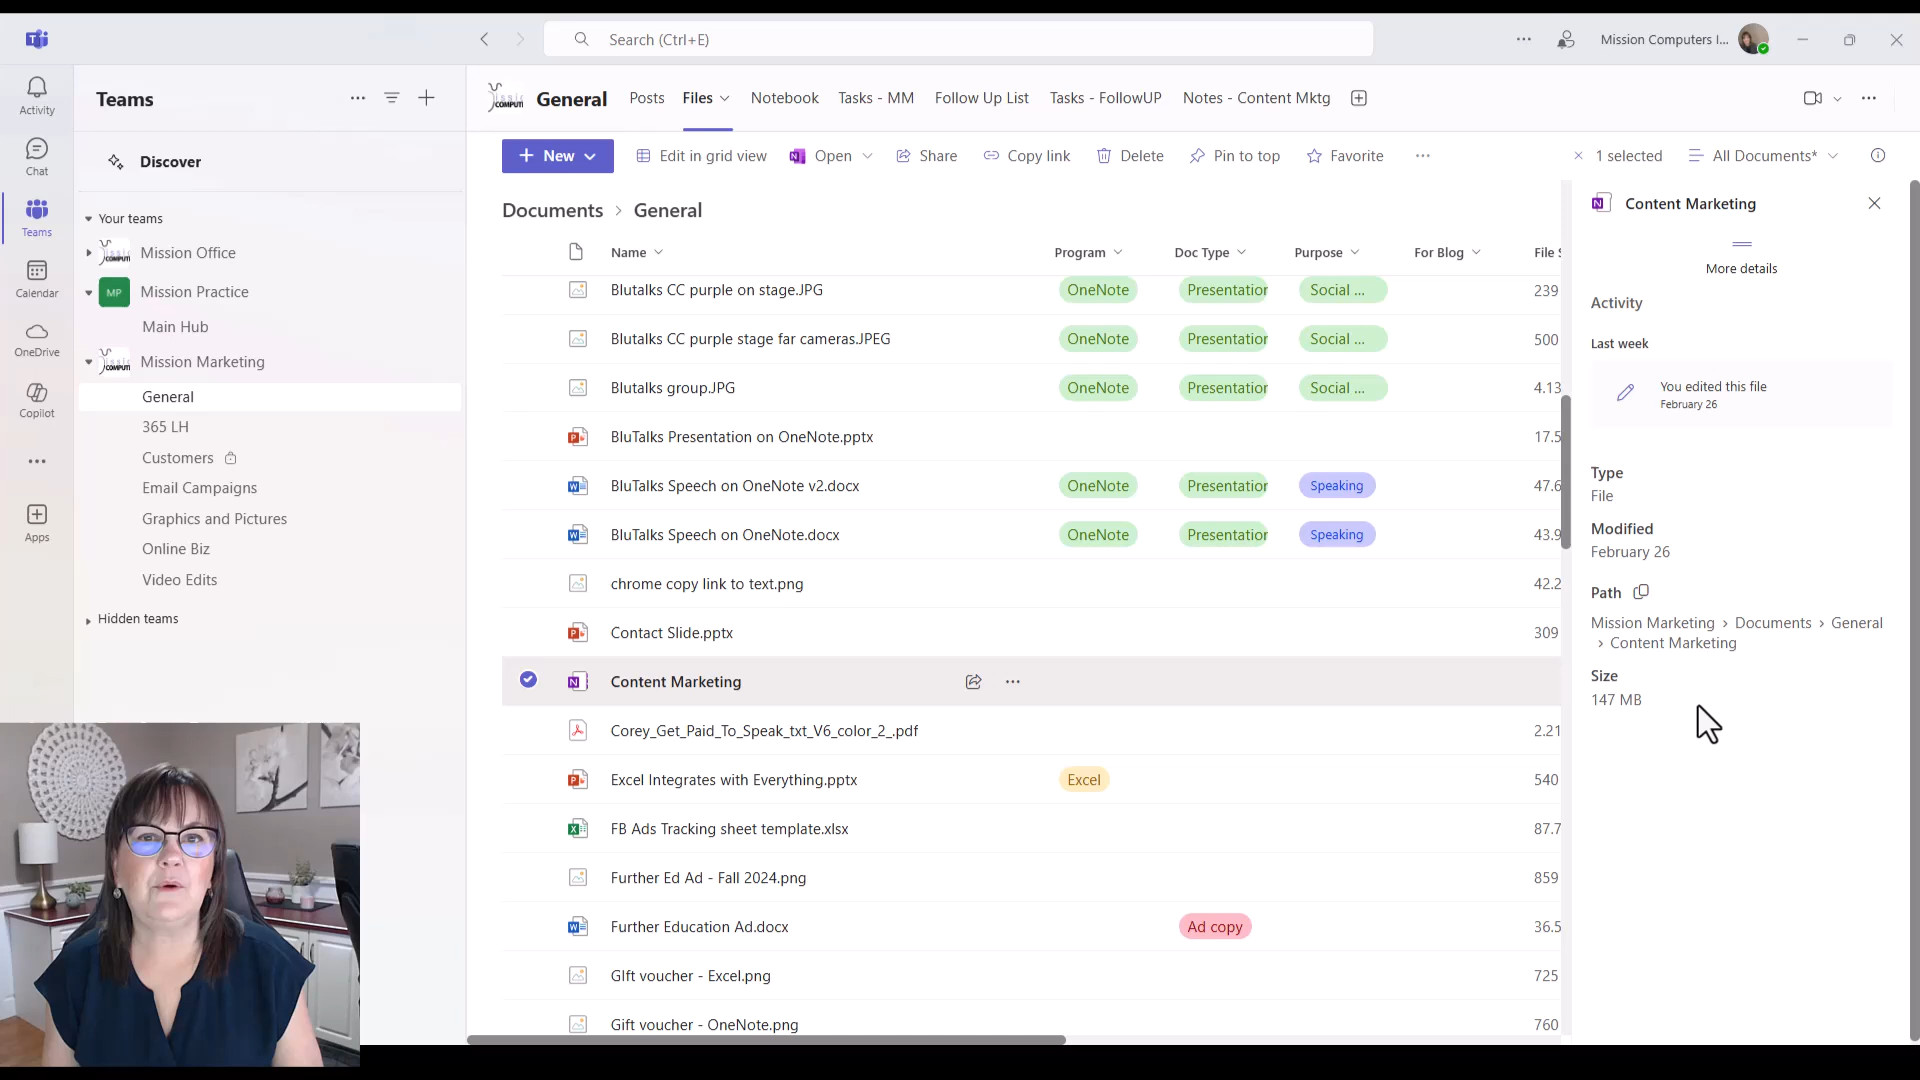 Search (Ctrl+E)
Mission Computers I...
Activity
Chat
Teams
Calendar
OneDrive
Copilot
Apps
Teams
Discover
Your teams
Mission Office
MP Mission Practice
Main Hub
Mission Marketing
General
365 LH
Customers
Email Campaigns
Graphics and Pictures
Online Biz
Video Edits
Hidden teams
General Posts Files Notebook Tasks - MM Follow Up List Tasks - FollowUP Notes - Content Mktg
New Edit in grid view Open Share Copy link Delete Pin to top Favorite 1 selected All Documents*
Documents > General
Name Program Doc Type Purpose For Blog File S
Blutalks CC purple on stage.JPG OneNote Presentation Social ... 239
Blutalks CC purple stage far cameras.JPEG OneNote Presentation Social ... 500
Blutalks group.JPG OneNote Presentation Social ... 4.13
BluTalks Presentation on OneNote.pptx 17.5
BluTalks Speech on OneNote v2.docx OneNote Presentation Speaking 47.6
BluTalks Speech on OneNote.docx OneNote Presentation Speaking 43.9
chrome copy link to text.png 42.2
Contact Slide.pptx 309
Content Marketing
Corey_Get_Paid_To_Speak_txt_V6_color_2_.pdf 2.21
Excel Integrates with Everything.pptx Excel 540
FB Ads Tracking sheet template.xlsx 87.7
Further Ed Ad - Fall 2024.png 859
Further Education Ad.docx Ad copy 36.5
GIft voucher - Excel.png 725
Gift voucher - OneNote.png 760
Content Marketing
More details
Activity
Last week
You edited this file
February 26
Type
File
Modified
February 26
Path
Mission Marketing > Documents > General
> Content Marketing
Size
147 MB